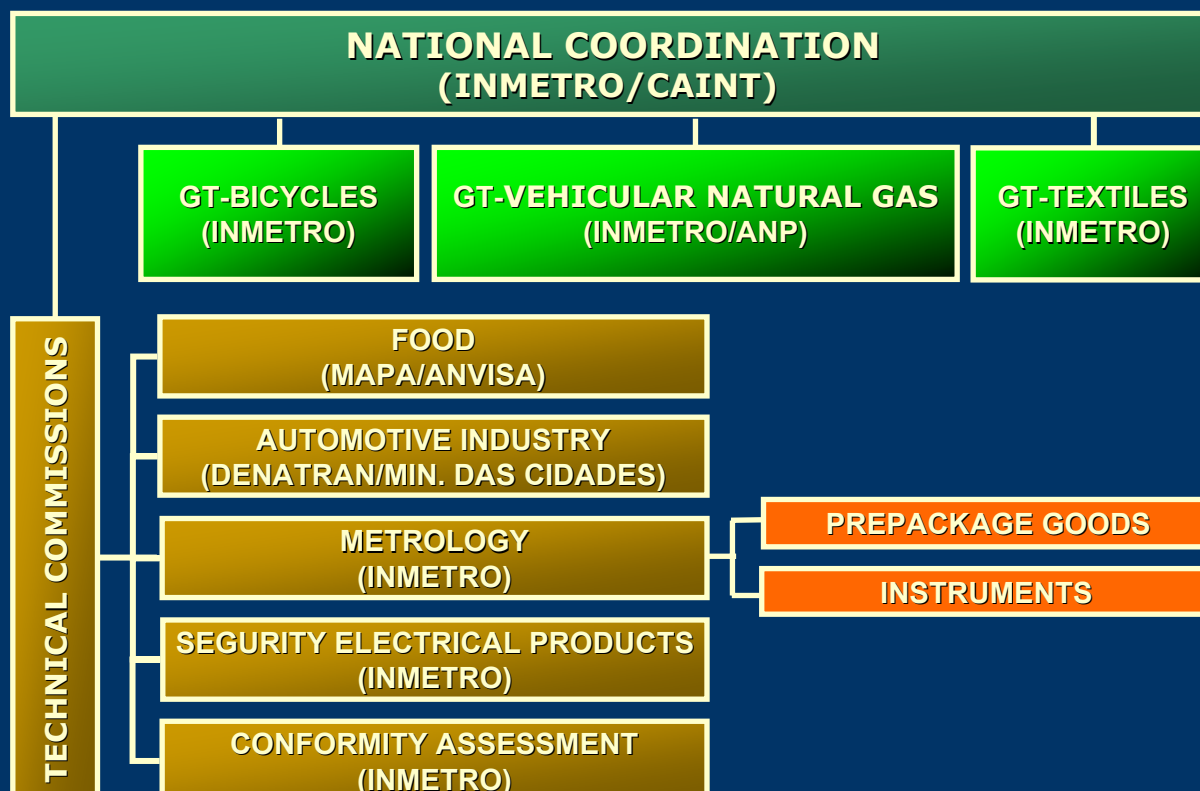 NATIONAL COORDINATION
(INMETRO/CAINT)
GT-BICYCLES
(INMETRO)
GT-VEHICULAR NATURAL GAS
(INMETRO/ANP)
GT-TEXTILES
(INMETRO)
TECHNICAL COMMISSIONS
FOOD
(MAPA/ANVISA)
AUTOMOTIVE INDUSTRY
(DENATRAN/MIN. DAS CIDADES)
METROLOGY
(INMETRO)
PREPACKAGE GOODS
INSTRUMENTS
SEGURITY ELECTRICAL PRODUCTS
(INMETRO)
CONFORMITY ASSESSMENT
(INMETRO)